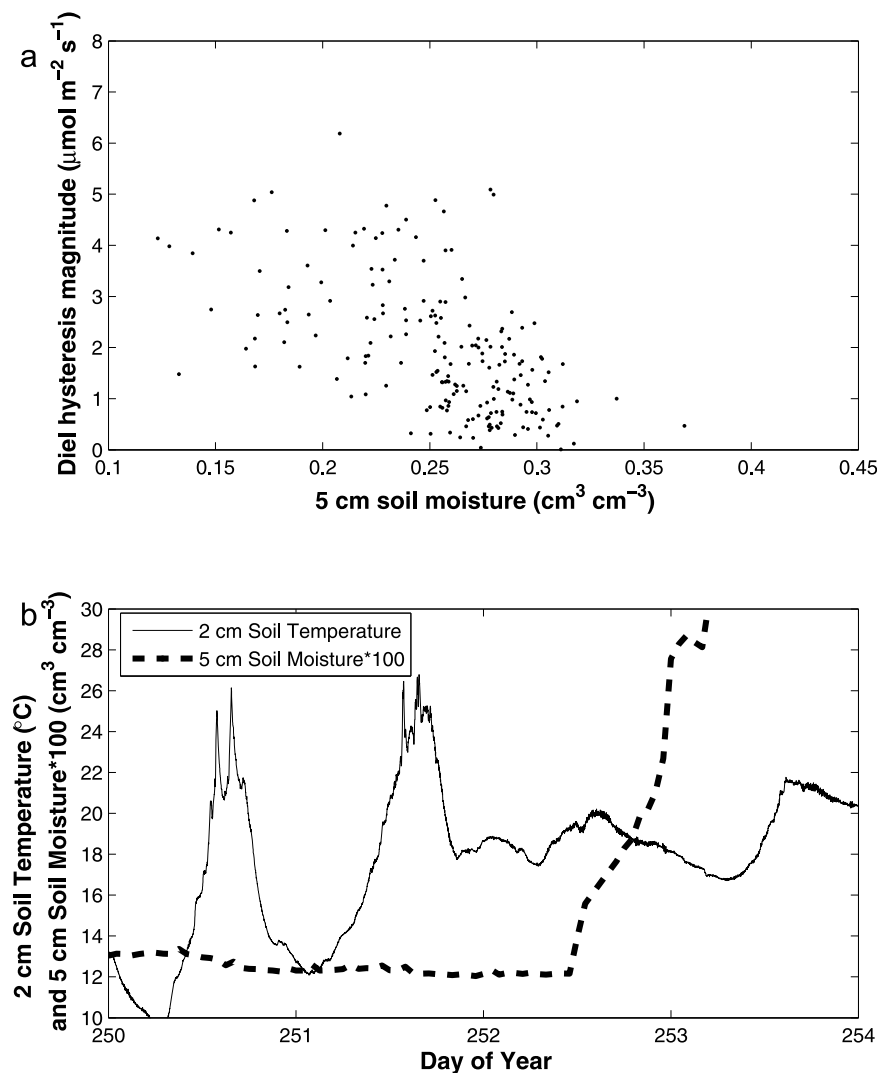 a
Diel hysteresis magnitude (μmol m⁻² s⁻¹)
8
7
6
5
4
3
2
1
0
0.1 0.15 0.2 0.25 0.3 0.35 0.4 0.45
5 cm soil moisture (cm³ cm⁻³)
b
2 cm Soil Temperature (°C)
and 5 cm Soil Moisture*100 (cm³ cm⁻³)
30
28
26
24
22
20
18
16
14
12
10
2 cm Soil Temperature
5 cm Soil Moisture*100
250 251 252 253 254
Day of Year